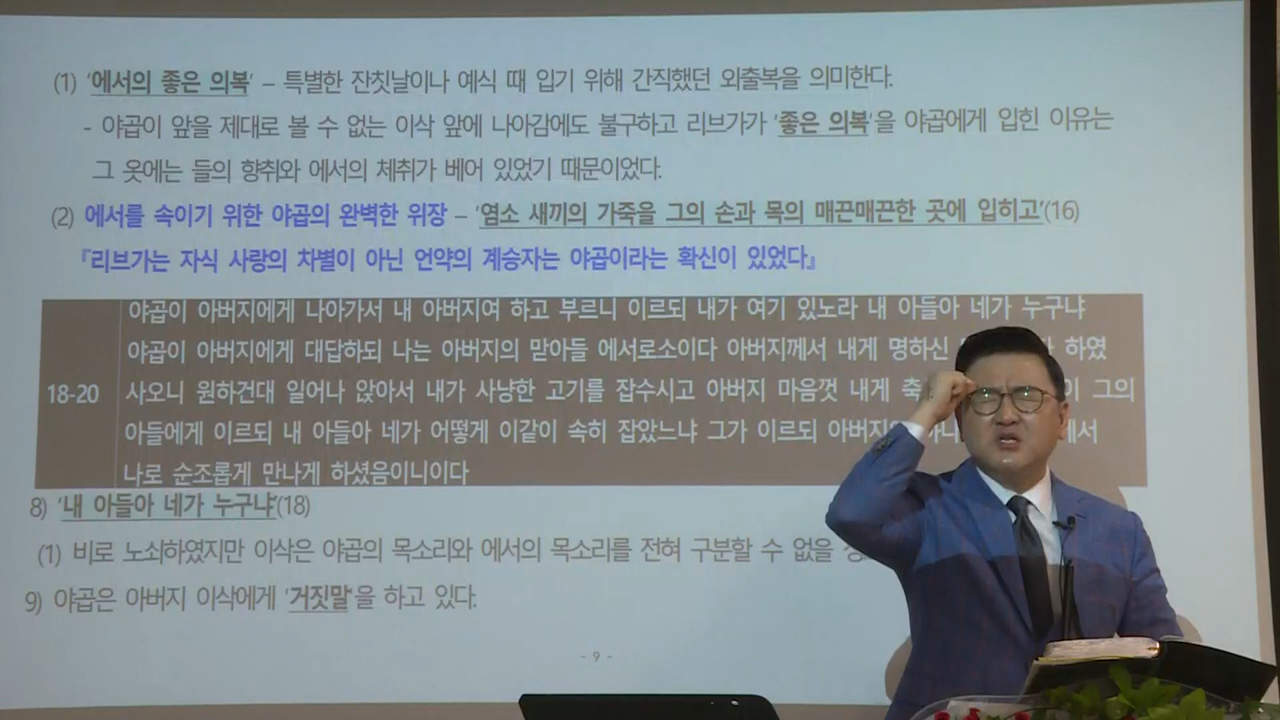 (1) '에서의 좋은 의복' – 특별한 잔칫날이나 예식 때 입기 위해 간직했던 외출복을 의미한다.
- 야곱이 앞을 제대로 볼 수 없는 이삭 앞에 나아감에도 불구하고 리브가가 '좋은 의복'을 야곱에게 입힌 이유는
그 옷에는 들의 향취와 에서의 체취가 베어 있었기 때문이었다.
(2) 에서를 속이기 위한 야곱의 완벽한 위장 – '염소 새끼의 가죽을 그의 손과 목의 매끈매끈한 곳에 입히고'(16)
『리브가는 자식 사랑의 차별이 아닌 언약의 계승자는 야곱이라는 확신이 있었다』
야곱이 아버지에게 나아가서 내 아버지여 하고 부르니 이르되 내가 여기 있노라 내 아들아 네가 누구냐
야곱이 아버지에게 대답하되 나는 아버지의 맏아들 에서로소이다 아버지께서 내게 명하신 하였
18-20 사오니 원하건대 일어나 앉아서 내가 사냥한 고기를 잡수시고 아버지 마음껏 내게 그의
아들에게 이르되 내 아들아 네가 어떻게 이같이 속히 잡았느냐 그가 이르되
나로 순조롭게 만나게 하셨음이니이다
8) '내 아들아 네가 누구냐'(18)
(1) 비로 노쇠하였지만 이삭은 야곱의 목소리와 에서의 목소리를 전혀 구분할 수 없을
9) 야곱은 아버지 이삭에게 '거짓말'을 하고 있다.
- 9 -